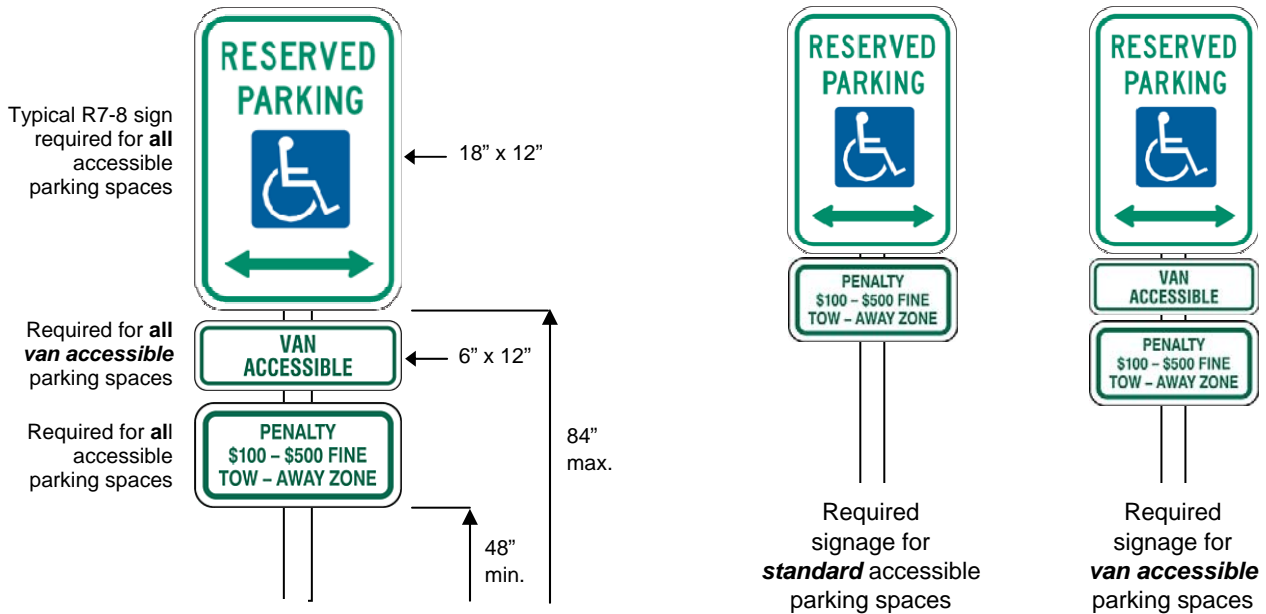 RESERVED
PARKING
Typical R7-8 sign
required for all
accessible
parking spaces
18” x 12”
Required for all
van accessible
parking spaces
VAN
ACCESSIBLE
6” x 12”
Required for all
accessible
parking spaces
PENALTY
$100 – $500 FINE
TOW – AWAY ZONE
84”
max.
48”
min.
RESERVED
PARKING
PENALTY
$100 – $500 FINE
TOW – AWAY ZONE
Required
signage for
standard accessible
parking spaces
RESERVED
PARKING
VAN
ACCESSIBLE
PENALTY
$100 – $500 FINE
TOW – AWAY ZONE
Required
signage for
van accessible
parking spaces